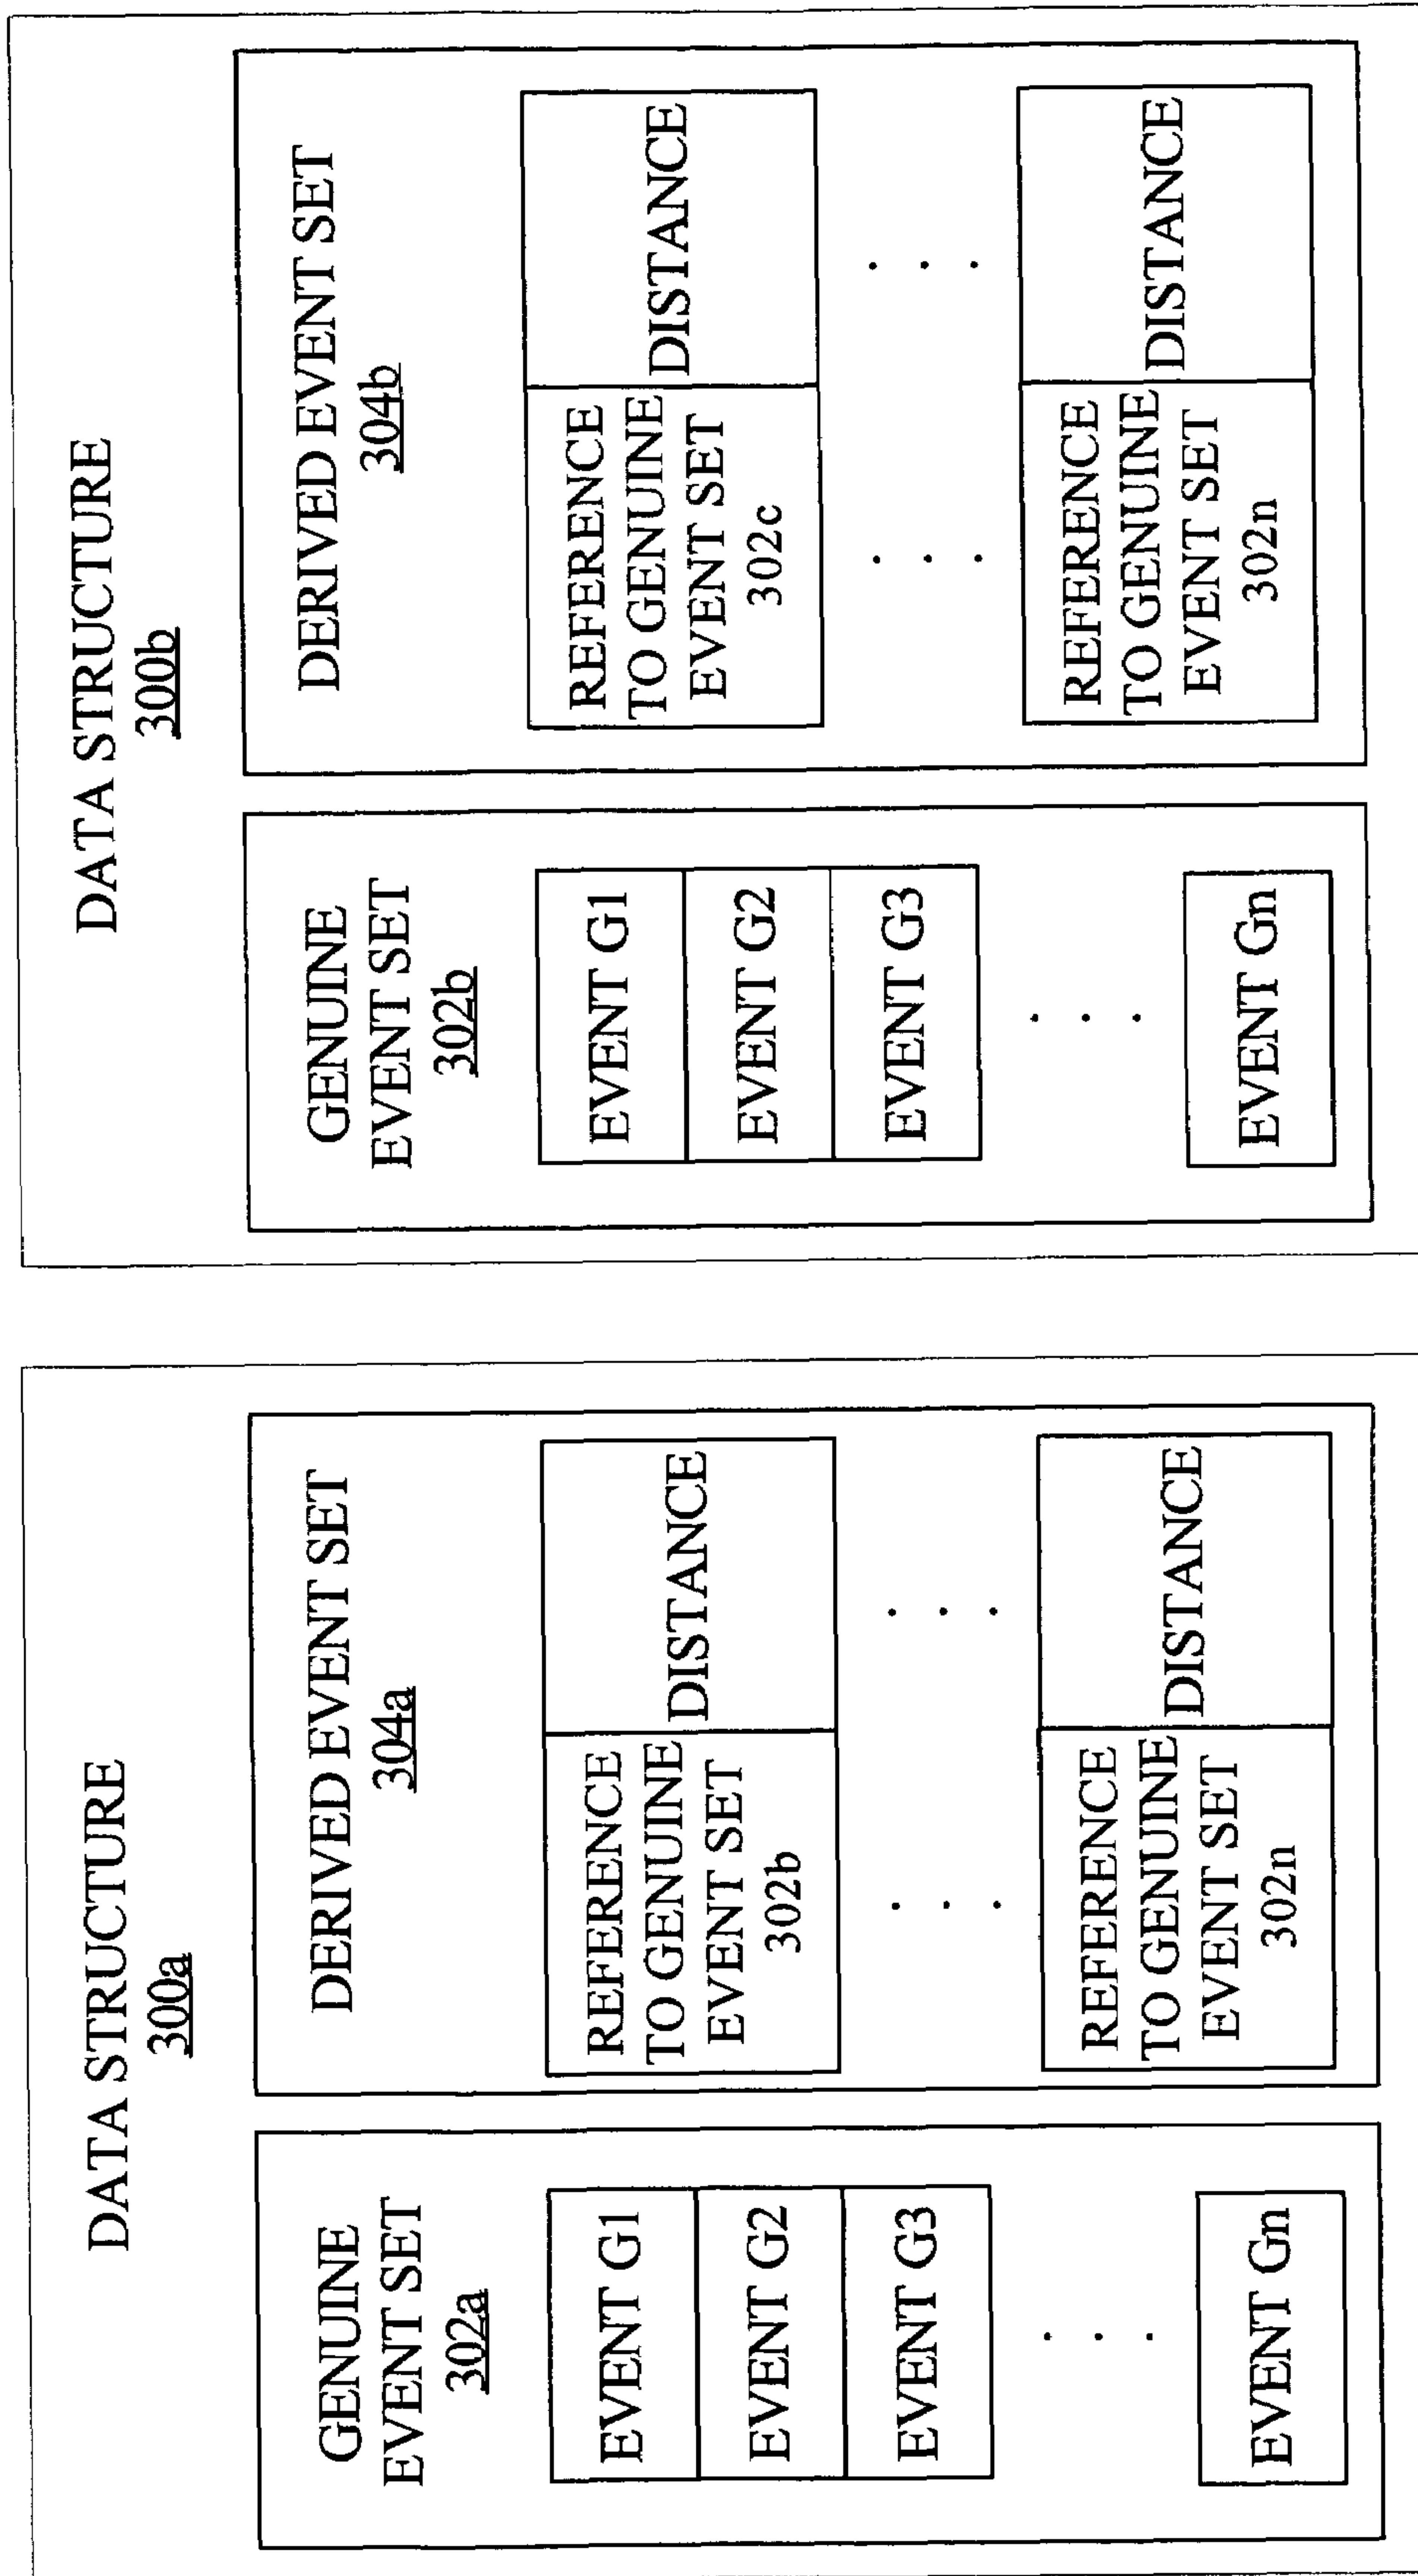 DATA STRUCTURE
300a
GENUINE
EVENT SET
302a
EVENT G1
EVENT G2
EVENT G3
. . .
EVENT Gn
DERIVED EVENT SET
304a
REFERENCE
TO GENUINE
EVENT SET
302b
DISTANCE
. . .
. . .
REFERENCE
TO GENUINE
EVENT SET
302n
DISTANCE
DATA STRUCTURE
300b
GENUINE
EVENT SET
302b
EVENT G1
EVENT G2
EVENT G3
. . .
EVENT Gn
DERIVED EVENT SET
304b
REFERENCE
TO GENUINE
EVENT SET
302c
DISTANCE
. . .
. . .
REFERENCE
TO GENUINE
EVENT SET
302n
DISTANCE